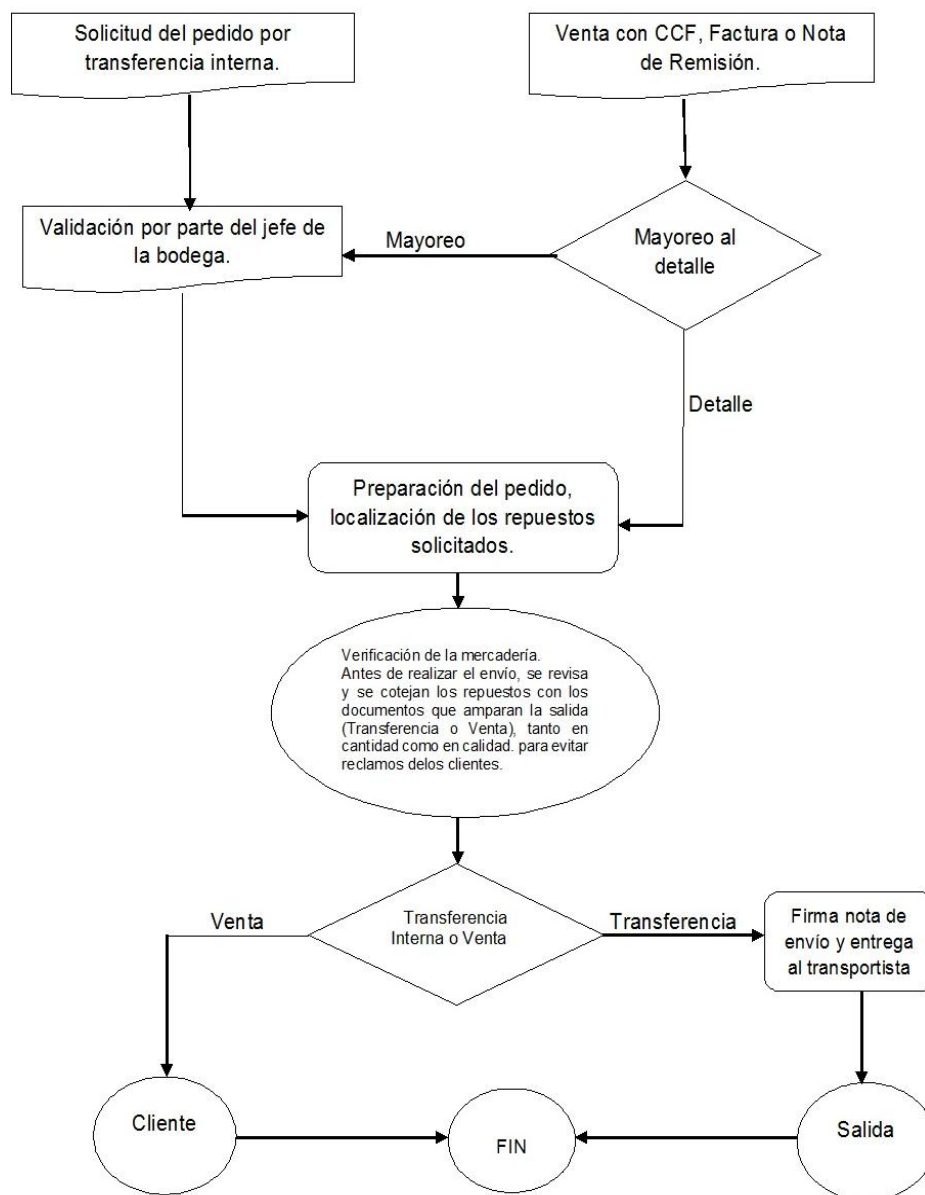 Solicitud del pedido por
transferencia interna.
Venta con CCF, Factura o Nota
de Remisión.
Validación por parte del jefe de
la bodega.
Mayoreo
Mayoreo al
detalle
Detalle
Preparación del pedido,
localización de los repuestos
solicitados.
Verificación de la mercadería.
Antes de realizar el envío, se revisa
y se cotejan los repuestos con los
documentos que amparan la salida
(Transferencia o Venta), tanto en
cantidad como en calidad. para evitar
reclamos delos clientes.
Venta
Transferencia
Interna o Venta
Transferencia
Firma nota de
envío y entrega
al transportista
Cliente
FIN
Salida